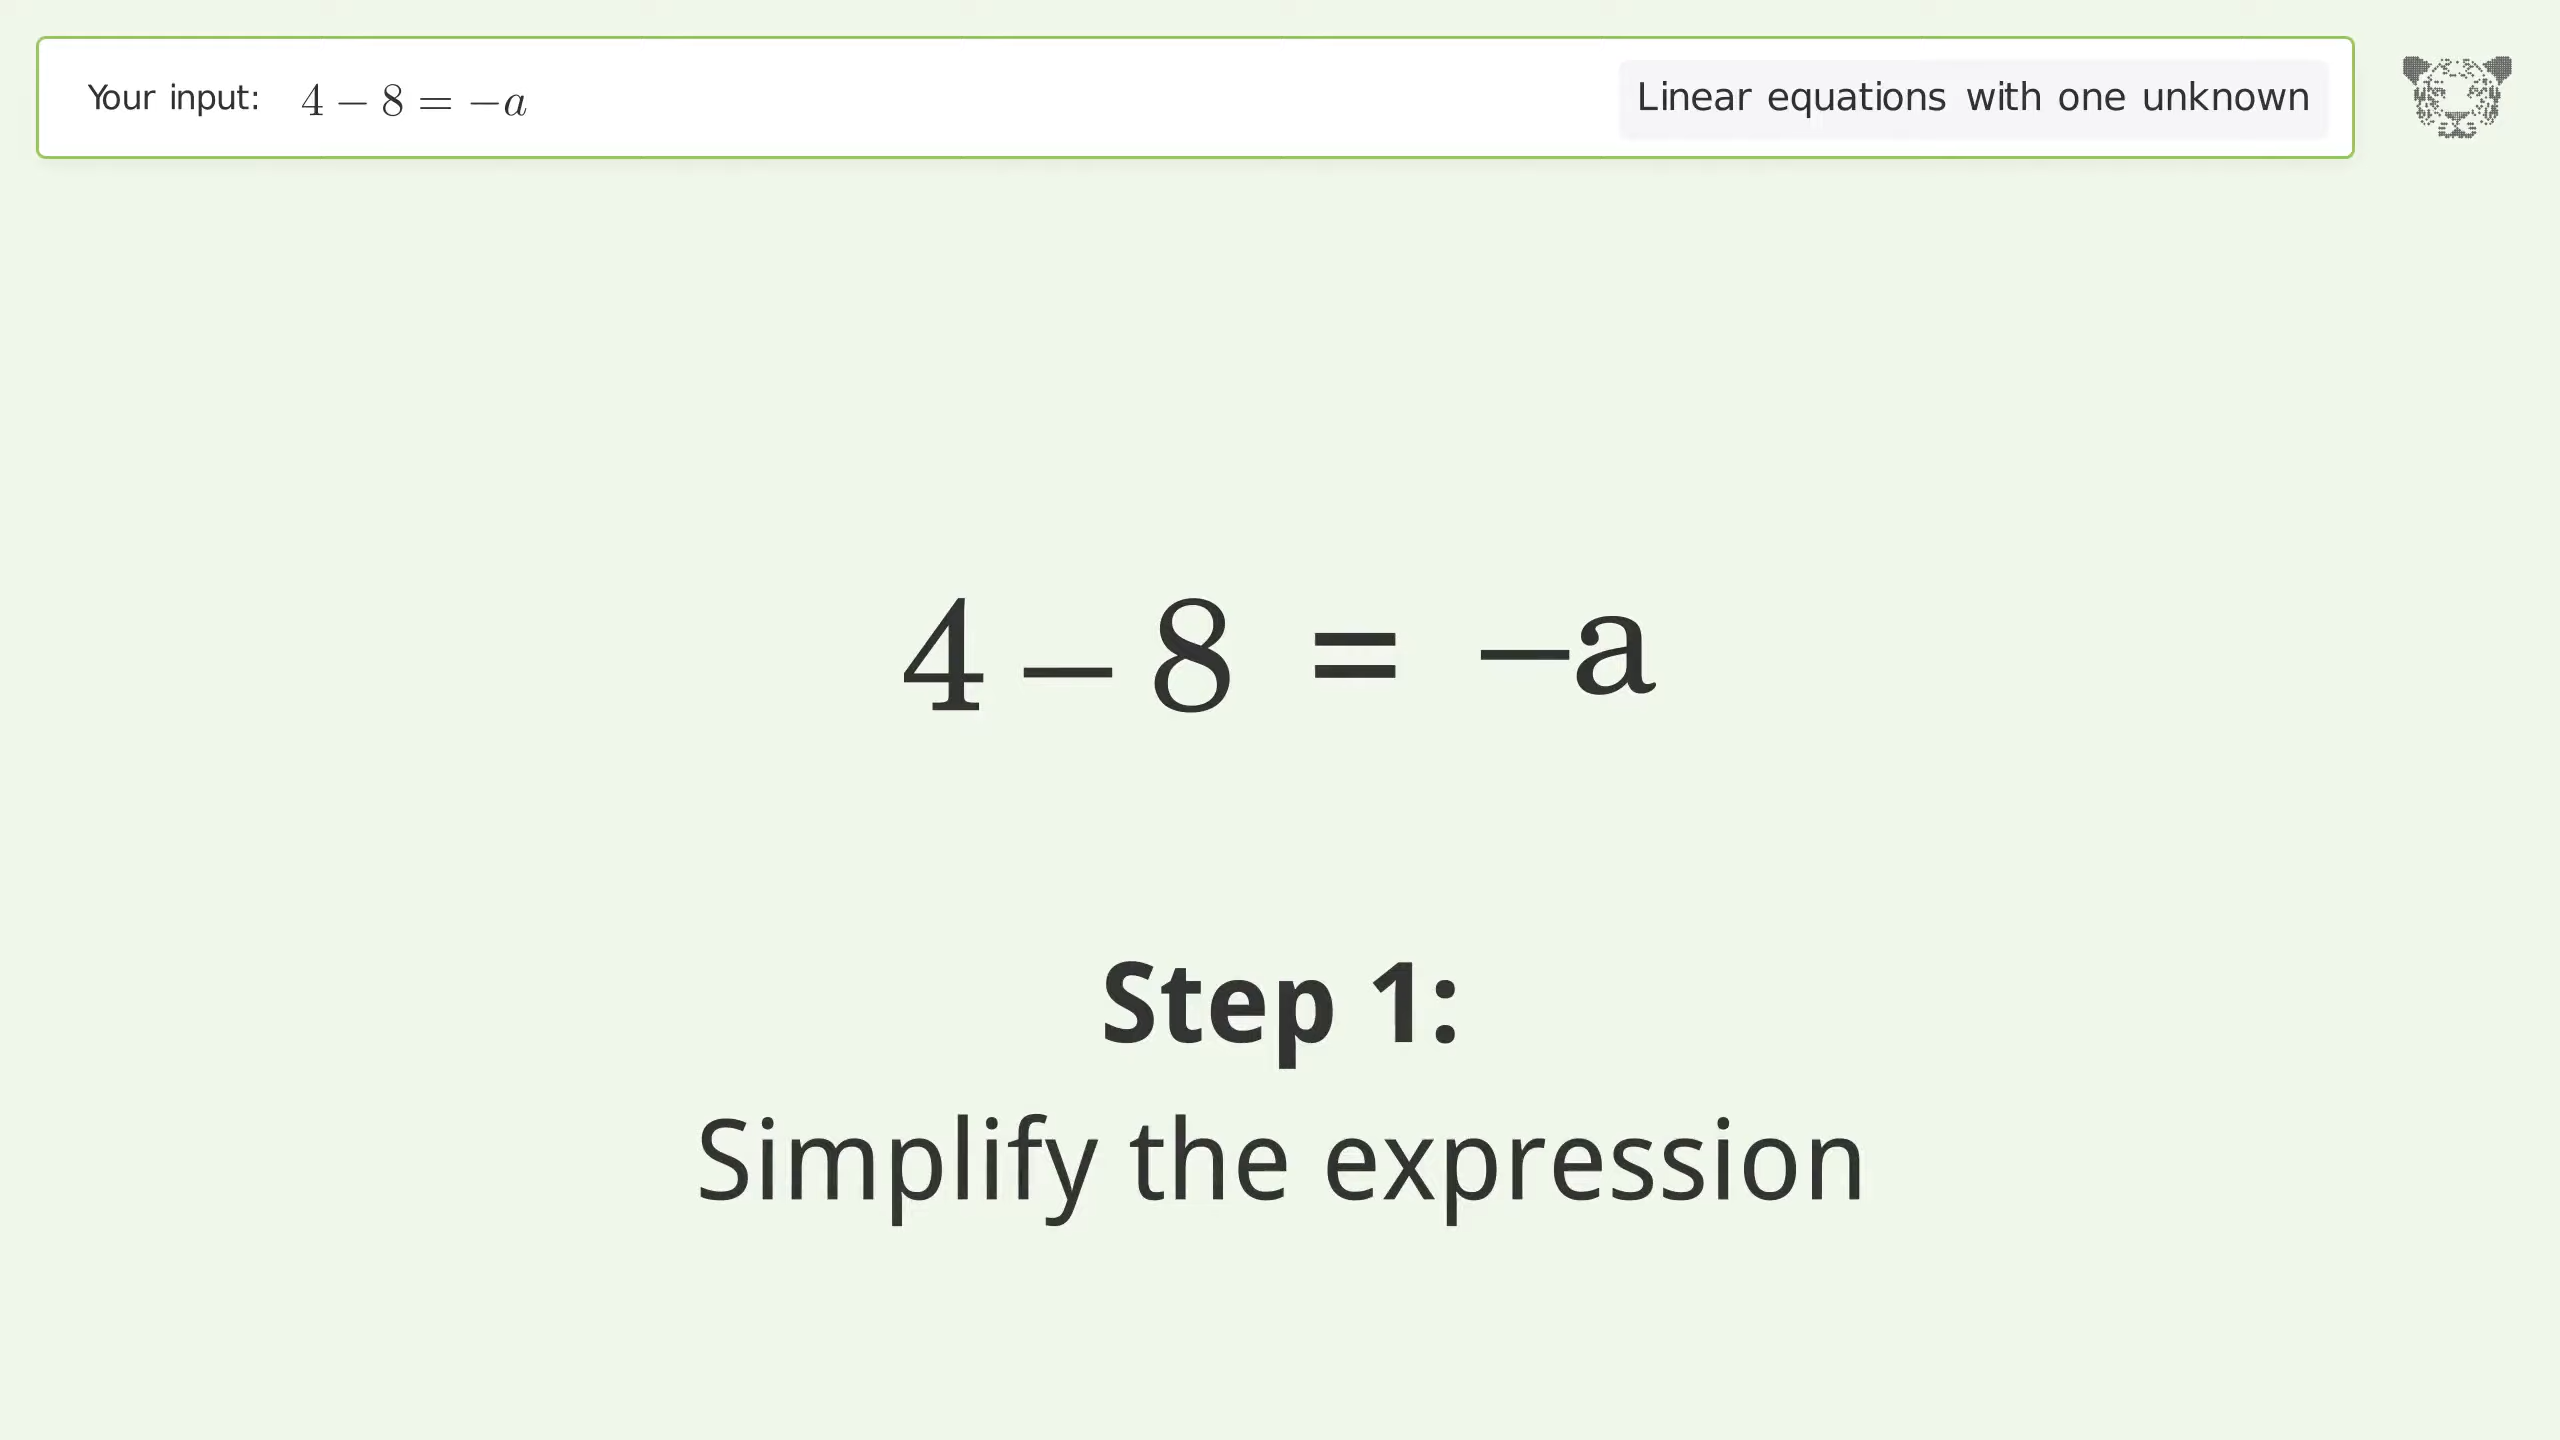 Your input: 4 − 8 = −a
Linear equations with one unknown
4 − 8 = −a
Step 1:
Simplify the expression